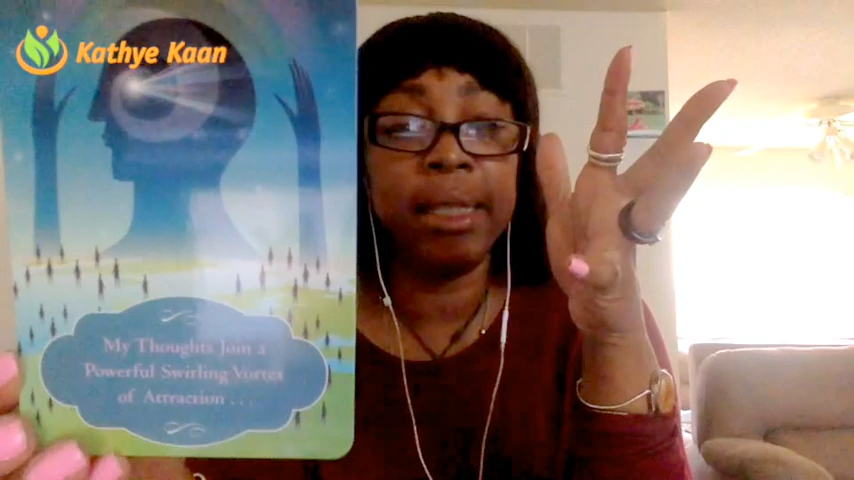 Kathye Kaan
My Thoughts Join a
Powerful Swirling Vortex
of Attraction . . .